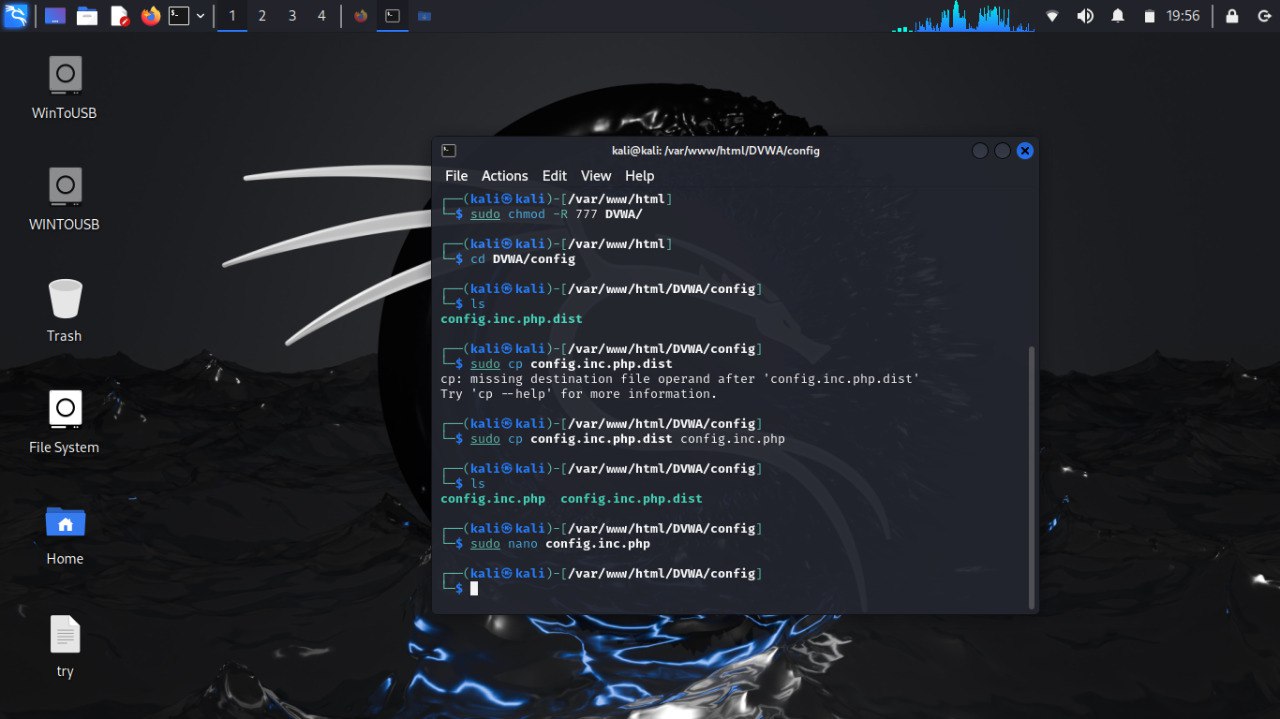 1 2 3 4
19:56
WinToUSB
WINTOUSB
Trash
File System
Home
try
kali@kali: /var/www/html/DVWA/config
File Actions Edit View Help
┌──(kali㉿kali)-[/var/www/html]
└─$ sudo chmod -R 777 DVWA/
┌──(kali㉿kali)-[/var/www/html]
└─$ cd DVWA/config
┌──(kali㉿kali)-[/var/www/html/DVWA/config]
└─$ ls
config.inc.php.dist
┌──(kali㉿kali)-[/var/www/html/DVWA/config]
└─$ sudo cp config.inc.php.dist
cp: missing destination file operand after 'config.inc.php.dist'
Try 'cp --help' for more information.
┌──(kali㉿kali)-[/var/www/html/DVWA/config]
└─$ sudo cp config.inc.php.dist config.inc.php
┌──(kali㉿kali)-[/var/www/html/DVWA/config]
└─$ ls
config.inc.php  config.inc.php.dist
┌──(kali㉿kali)-[/var/www/html/DVWA/config]
└─$ sudo nano config.inc.php
┌──(kali㉿kali)-[/var/www/html/DVWA/config]
└─$